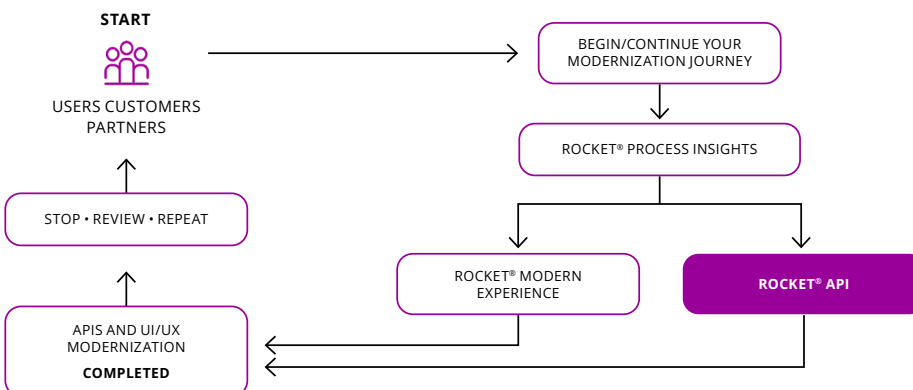 START
USERS CUSTOMERS
PARTNERS
BEGIN/CONTINUE YOUR
MODERNIZATION JOURNEY
ROCKET® PROCESS INSIGHTS
STOP • REVIEW • REPEAT
ROCKET® MODERN
EXPERIENCE
ROCKET® API
APIS AND UI/UX
MODERNIZATION
COMPLETED